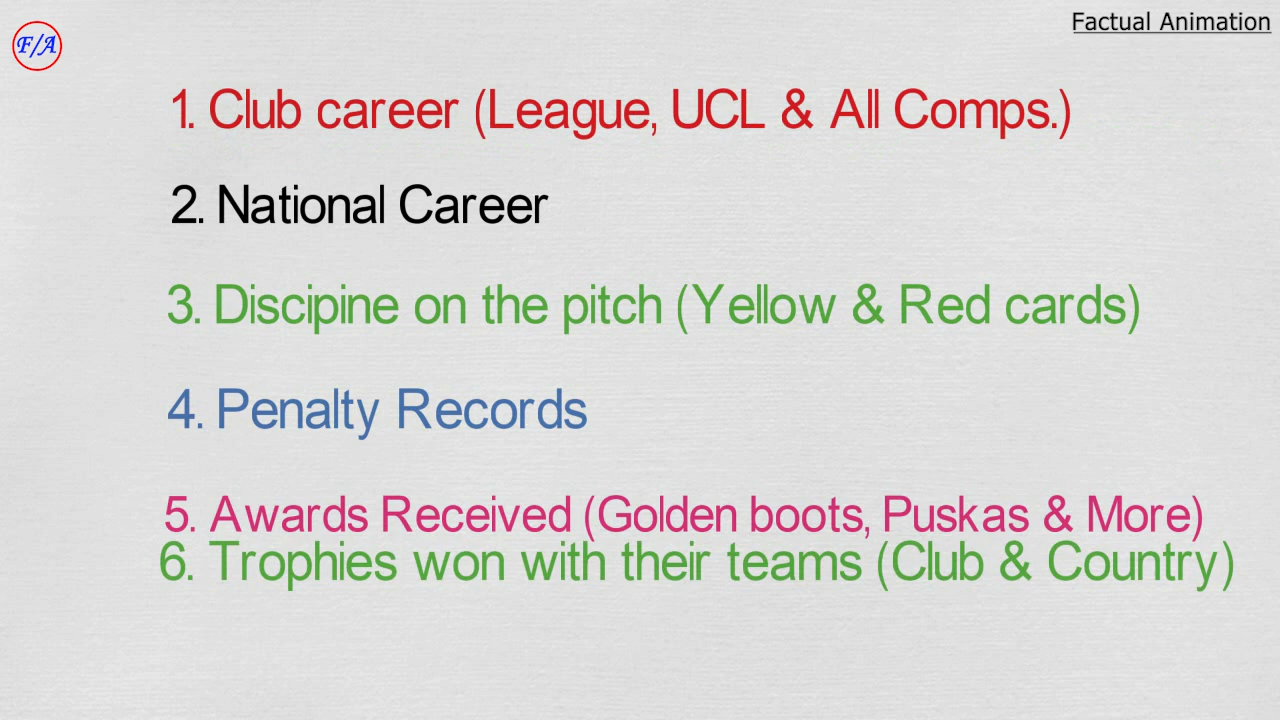 F/A
Factual Animation
1. Club career (League, UCL & All Comps.)
2. National Career
3. Discipine on the pitch (Yellow & Red cards)
4. Penalty Records
5. Awards Received (Golden boots, Puskas & More)
6. Trophies won with their teams (Club & Country)